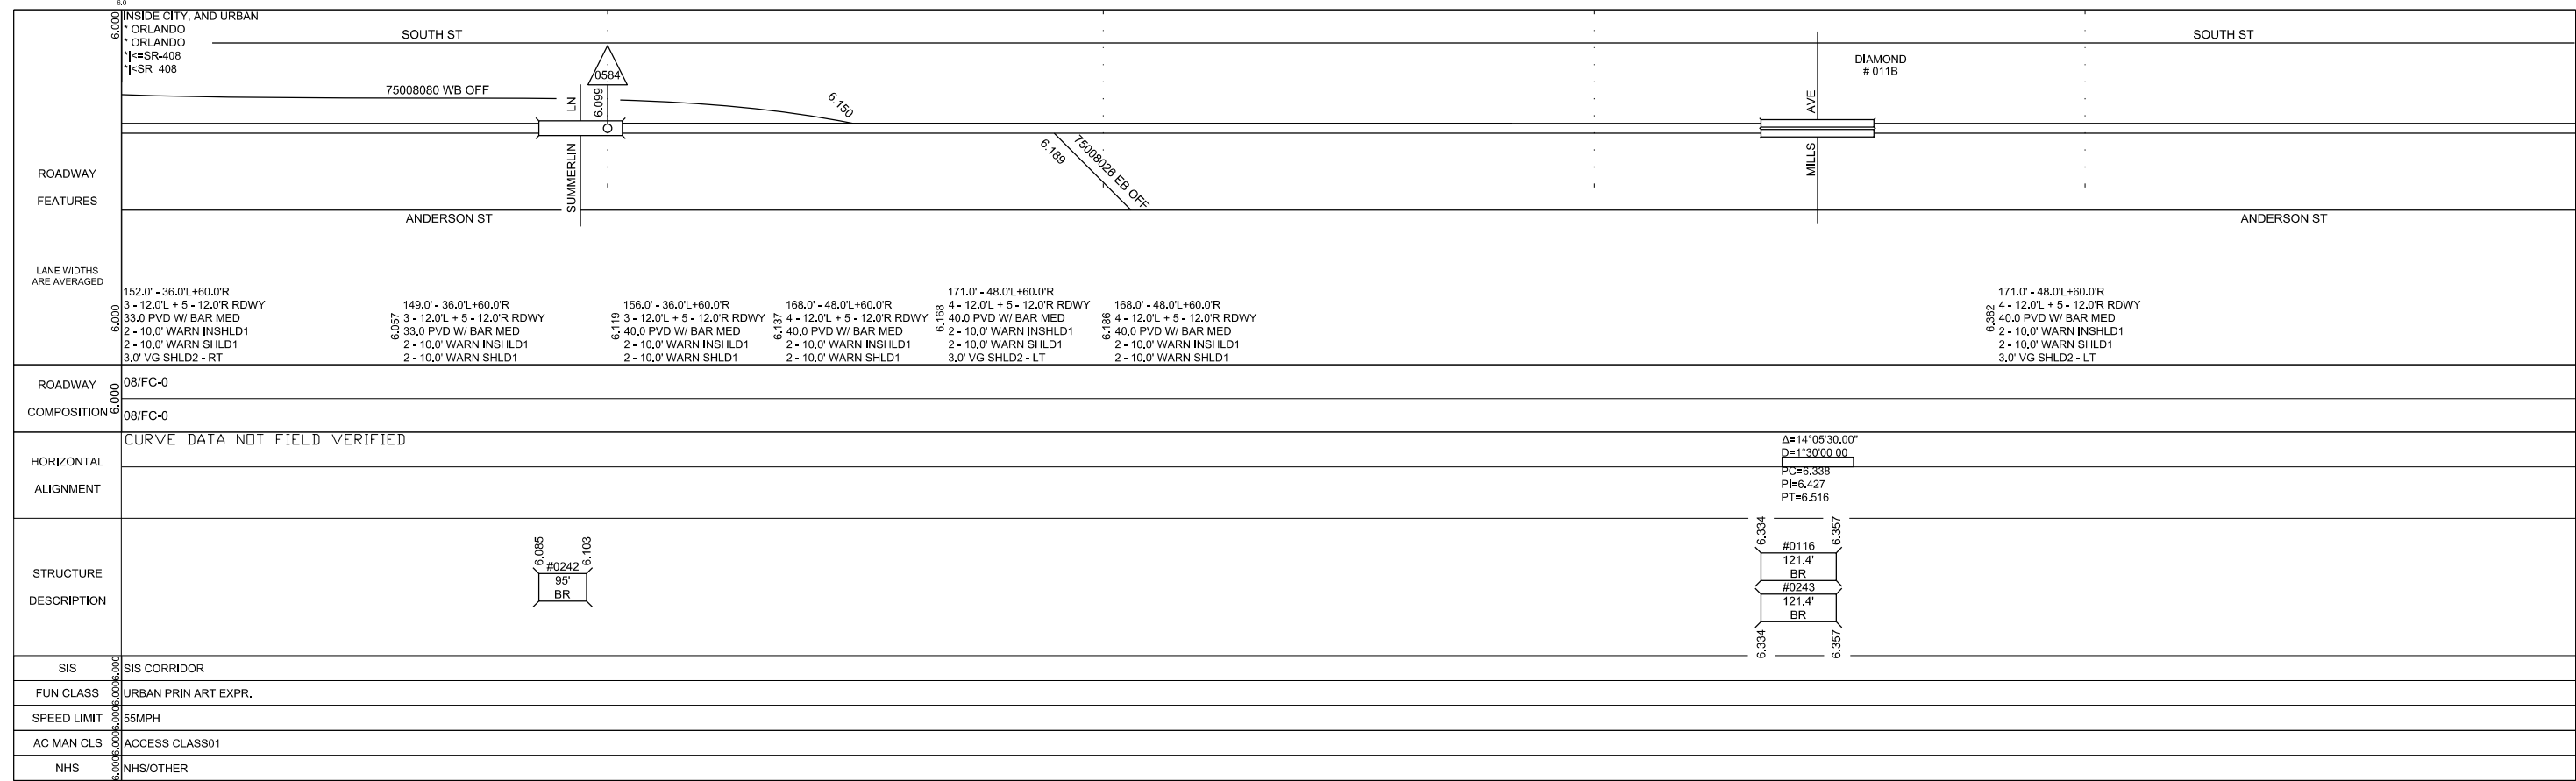 6.0
6.000
INSIDE CITY, AND URBAN
* ORLANDO
* ORLANDO
*|<=SR-408
*|<SR 408
SOUTH ST
SOUTH ST
DIAMOND
# 011B
0584
75008080 WB OFF
LN
6.099
6.150
AVE
SUMMERLIN
6.189
75008026 EB OFF
MILLS
ROADWAY
FEATURES
ANDERSON ST
ANDERSON ST
LANE WIDTHS
ARE AVERAGED
6.000
152.0' - 36.0'L+60.0'R
3 - 12.0'L + 5 - 12.0'R RDWY
33.0 PVD W/ BAR MED
2 - 10.0' WARN INSHLD1
2 - 10.0' WARN SHLD1
3.0' VG SHLD2 - RT
6.057
149.0' - 36.0'L+60.0'R
3 - 12.0'L + 5 - 12.0'R RDWY
33.0 PVD W/ BAR MED
2 - 10.0' WARN INSHLD1
2 - 10.0' WARN SHLD1
6.119
156.0' - 36.0'L+60.0'R
3 - 12.0'L + 5 - 12.0'R RDWY
40.0 PVD W/ BAR MED
2 - 10.0' WARN INSHLD1
2 - 10.0' WARN SHLD1
6.137
168.0' - 48.0'L+60.0'R
4 - 12.0'L + 5 - 12.0'R RDWY
40.0 PVD W/ BAR MED
2 - 10.0' WARN INSHLD1
2 - 10.0' WARN SHLD1
6.168
171.0' - 48.0'L+60.0'R
4 - 12.0'L + 5 - 12.0'R RDWY
40.0 PVD W/ BAR MED
2 - 10.0' WARN INSHLD1
2 - 10.0' WARN SHLD1
3.0' VG SHLD2 - LT
6.186
168.0' - 48.0'L+60.0'R
4 - 12.0'L + 5 - 12.0'R RDWY
40.0 PVD W/ BAR MED
2 - 10.0' WARN INSHLD1
2 - 10.0' WARN SHLD1
6.382
171.0' - 48.0'L+60.0'R
4 - 12.0'L + 5 - 12.0'R RDWY
40.0 PVD W/ BAR MED
2 - 10.0' WARN INSHLD1
2 - 10.0' WARN SHLD1
3.0' VG SHLD2 - LT
ROADWAY
COMPOSITION
6.000
08/FC-0
08/FC-0
HORIZONTAL
ALIGNMENT
CURVE DATA NOT FIELD VERIFIED
Δ=14°05'30.00"
D=1°30'00 00
PC=6.338
PI=6.427
PT=6.516
STRUCTURE
DESCRIPTION
6.085
6.103
#0242
95'
BR
6.334
6.357
#0116
121.4'
BR
#0243
121.4'
BR
6.334
6.357
SIS
6.000
SIS CORRIDOR
FUN CLASS
6.000
URBAN PRIN ART EXPR.
SPEED LIMIT
6.000
55MPH
AC MAN CLS
6.000
ACCESS CLASS01
NHS
6.000
NHS/OTHER